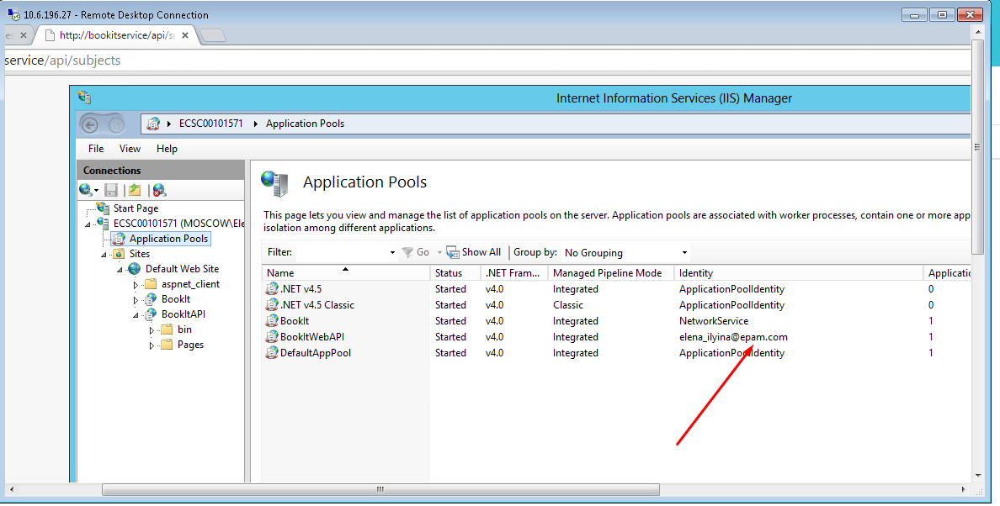 10.6.196.27 - Remote Desktop Connection
http://bookitservice/api/su
service/api/subjects
Internet Information Services (IIS) Manager
ECSC00101571 Application Pools
File View Help
Connections
Start Page
ECSC00101571 (MOSCOW\Ele
Application Pools
Sites
Default Web Site
aspnet_client
BookIt
BookItAPI
bin
Pages
Application Pools
This page lets you view and manage the list of application pools on the server. Application pools are associated with worker processes, contain one or more app
isolation among different applications.
Filter: Go Show All Group by: No Grouping
Name Status .NET Fram... Managed Pipeline Mode Identity Applicatio
.NET v4.5 Started v4.0 Integrated ApplicationPoolIdentity 0
.NET v4.5 Classic Started v4.0 Classic ApplicationPoolIdentity 0
BookIt Started v4.0 Integrated NetworkService 1
BookItWebAPI Started v4.0 Integrated elena_ilyina@epam.com 1
DefaultAppPool Started v4.0 Integrated ApplicationPoolIdentity 1